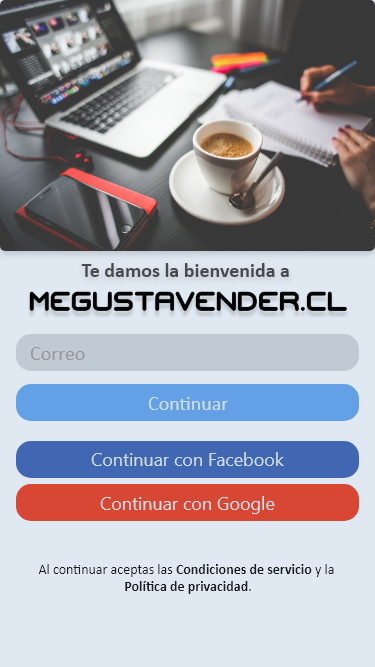 Te damos la bienvenida a
MEGUSTAVENDER.CL
Correo
Continuar
Continuar con Facebook
Continuar con Google
Al continuar aceptas las Condiciones de servicio y la
Política de privacidad.